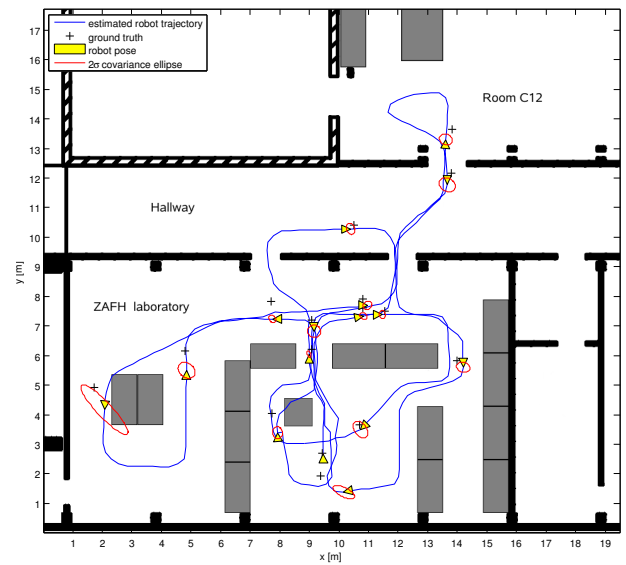 estimated robot trajectory
ground truth
robot pose
2σ covariance ellipse
Room C12
Hallway
ZAFH laboratory
17
16
15
14
13
12
11
10
9
8
7
6
5
4
3
2
1
y [m]
1 2 3 4 5 6 7 8 9 10 11 12 13 14 15 16 17 18 19
x [m]